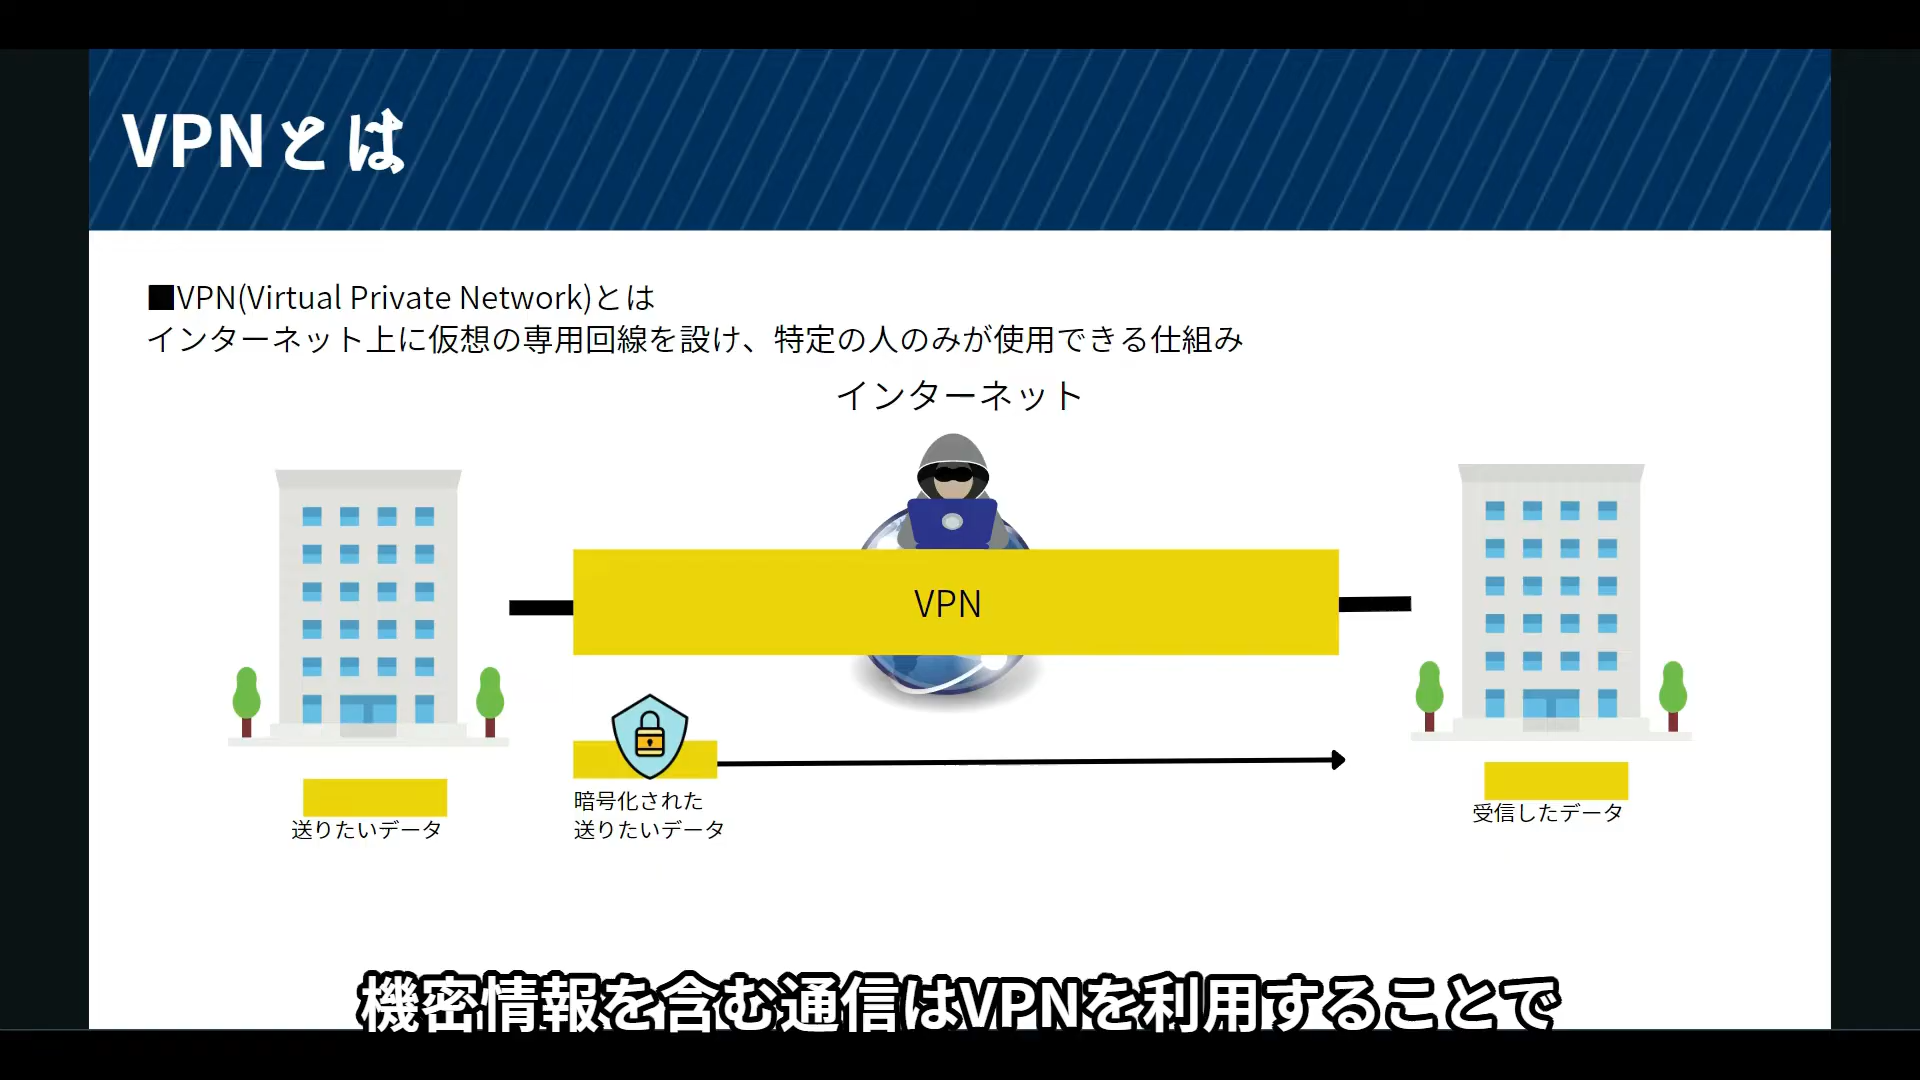 VPNとは
■VPN(Virtual Private Network)とは
インターネット上に仮想の専用回線を設け、特定の人のみが使用できる仕組み
インターネット
VPN
暗号化された
送りたいデータ
送りたいデータ
受信したデータ
機密情報を含む通信はVPNを利用することで